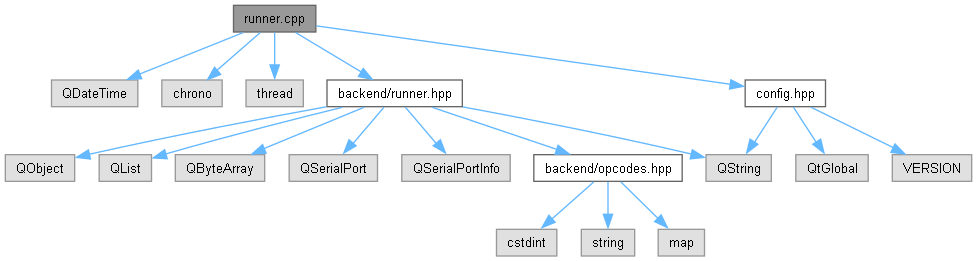 runner.cpp
QDateTime
chrono
thread
backend/runner.hpp
config.hpp
QObject
QList
QByteArray
QSerialPort
QSerialPortInfo
backend/opcodes.hpp
QString
QtGlobal
VERSION
cstdint
string
map